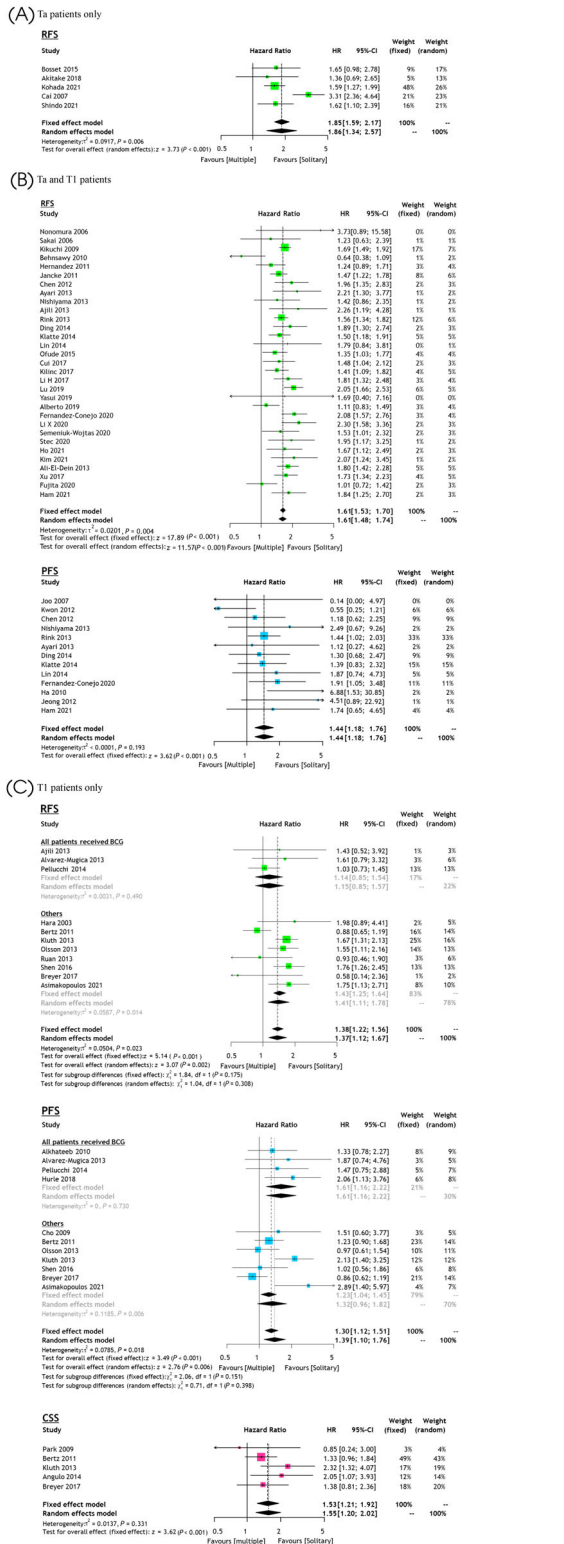 (A) Ta patients only
RFS
Study Hazard Ratio HR 95%-CI Weight (fixed) Weight (random)
Bosset 2015 1.65 [0.98; 2.78] 9% 17%
Akitake 2018 1.36 [0.69; 2.65] 5% 13%
Kohada 2021 1.59 [1.27; 1.99] 48% 26%
Cai 2007 3.31 [2.36; 4.64] 21% 23%
Shindo 2021 1.62 [1.10; 2.39] 16% 21%
Fixed effect model 1.85[1.59; 2.17] 100% --
Random effects model 1.86[1.34; 2.57] -- 100%
Heterogeneity:τ² = 0.0917, P = 0.006
Test for overall effect (random effects): z = 3.73 (P < 0.001)
0.5 1 2 5
Favours [Multiple] Favours [Solitary]
(B) Ta and T1 patients
RFS
Study Hazard Ratio HR 95%-CI Weight (fixed) Weight (random)
Nonomura 2006 3.73[0.89; 15.58] 0% 0%
Sakai 2006 1.23 [0.63; 2.39] 1% 1%
Kikuchi 2009 1.69 [1.49; 1.92] 17% 7%
Behnsawy 2010 0.64 [0.38; 1.09] 1% 2%
Hernandez 2011 1.24 [0.89; 1.71] 3% 4%
Jancke 2011 1.47 [1.22; 1.78] 8% 6%
Chen 2012 1.96 [1.35; 2.83] 2% 3%
Ayari 2013 2.21 [1.30; 3.77] 1% 2%
Nishiyama 2013 1.42 [0.86; 2.35] 1% 2%
Ajili 2013 2.26 [1.19; 4.28] 1% 1%
Rink 2013 1.56 [1.34; 1.82] 12% 6%
Ding 2014 1.89 [1.30; 2.74] 2% 3%
Klatte 2014 1.50 [1.18; 1.91] 5% 5%
Lin 2014 1.79 [0.84; 3.81] 0% 1%
Ofude 2015 1.35 [1.03; 1.77] 4% 4%
Cui 2017 1.48 [1.04; 2.12] 2% 3%
Kilinc 2017 1.41 [1.09; 1.82] 4% 5%
Li H 2017 1.81 [1.32; 2.48] 3% 4%
Lu 2019 2.05 [1.66; 2.53] 6% 5%
Yasui 2019 1.69 [0.40; 7.16] 0% 0%
Alberto 2019 1.11 [0.83; 1.49] 3% 4%
Fernandez-Conejo 2020 2.08 [1.57; 2.76] 3% 4%
Li X 2020 2.30 [1.58; 3.36] 2% 3%
Semeniuk-Wojtas 2020 1.53 [1.01; 2.32] 2% 3%
Stec 2020 1.95 [1.17; 3.25] 1% 2%
Ho 2021 1.67 [1.12; 2.49] 2% 3%
Kim 2021 2.07 [1.24; 3.45] 1% 2%
Ali-El-Dein 2013 1.80 [1.42; 2.28] 5% 5%
Xu 2017 1.73 [1.34; 2.23] 4% 5%
Fujita 2020 1.01 [0.72; 1.42] 2% 3%
Ham 2021 1.84 [1.25; 2.70] 2% 3%
Fixed effect model 1.61[1.53; 1.70] 100% --
Random effects model 1.61[1.48; 1.74] -- 100%
Heterogeneity:τ² = 0.0201, P = 0.004
Test for overall effect (fixed effect): z = 17.89 (P < 0.001)
0.5 1 2 5
Test for overall effect (random effects): z = 11.57(P < 0.001) Favours [Multiple] Favours [Solitary]
PFS
Study Hazard Ratio HR 95%-CI Weight (fixed) Weight (random)
Joo 2007 0.14 [0.00; 4.97] 0% 0%
Kwon 2012 0.55 [0.25; 1.21] 6% 6%
Chen 2012 1.18 [0.62; 2.25] 9% 9%
Nishiyama 2013 2.49 [0.67; 9.26] 2% 2%
Rink 2013 1.44 [1.02; 2.03] 33% 33%
Ayari 2013 1.12 [0.27; 4.62] 2% 2%
Ding 2014 1.30 [0.68; 2.47] 9% 9%
Klatte 2014 1.39 [0.83; 2.32] 15% 15%
Lin 2014 1.87 [0.74; 4.73] 5% 5%
Fernandez-Conejo 2020 1.91 [1.05; 3.48] 11% 11%
Ha 2010 6.88[1.53; 30.85] 2% 2%
Jeong 2012 4.51[0.89; 22.92] 2% 2%
Ham 2021 1.74 [0.65; 4.65] 4% 4%
Fixed effect model 1.44 [1.18; 1.76] 100% --
Random effects model 1.44 [1.18; 1.76] -- 100%
Heterogeneity:τ² < 0.0001, P = 0.193
Test for overall effect (fixed effect): z = 3.62 (P < 0.001) 0.5 1 2 5
Favours [Multiple] Favours [Solitary]
(C) T1 patients only
RFS
Study Hazard Ratio HR 95%-CI Weight (fixed) Weight (random)
All patients received BCG
Ajili 2013 1.43 [0.52; 3.92] 1% 3%
Alvarez-Mugica 2013 1.61 [0.79; 3.32] 3% 6%
Pellucchi 2014 1.03 [0.73; 1.45] 13% 13%
Fixed effect model 1.14[0.85; 1.54] 17% --
Random effects model 1.15[0.85; 1.57] -- 22%
Heterogeneity:τ² = 0.0031, P = 0.490
Others
Hara 2003 1.98 [0.89; 4.41] 2% 5%
Bertz 2011 0.88 [0.65; 1.19] 16% 14%
Kluth 2013 1.67 [1.31; 2.13] 25% 16%
Olsson 2013 1.55 [1.11; 2.16] 14% 13%
Ruan 2013 0.93 [0.46; 1.90] 3% 6%
Shen 2016 1.76 [1.26; 2.45] 13% 13%
Breyer 2017 0.58 [0.14; 2.36] 1% 2%
Asimakopoulos 2021 1.75 [1.13; 2.71] 8% 10%
Fixed effect model 1.43[1.25; 1.64] 83% --
Random effects model 1.41[1.11; 1.78] -- 78%
Heterogeneity:τ² = 0.0587, P = 0.014
Fixed effect model 1.38[1.22; 1.56] 100% --
Random effects model 1.37[1.12; 1.67] -- 100%
Heterogeneity:τ² = 0.0504, P = 0.023
Test for overall effect (fixed effect):z = 5.14 ( P < 0.001 ) 0.5 1 2 5
Test for overall effect (random effects): z = 3.07 (P = 0.002) Favours [Multiple] Favours [Solitary]
Test for subgroup differences (fixed effect): χ²₁ = 1.84, df = 1 (P = 0.175)
Test for subgroup differences (random effects): χ²₁ = 1.04, df = 1 (P = 0.308)
PFS
Study Hazard Ratio HR 95%-CI Weight (fixed) Weight (random)
All patients received BCG
Alkhateeb 2010 1.33 [0.78; 2.27] 8% 9%
Alvarez-Mugica 2013 1.87 [0.74; 4.76] 3% 5%
Pellucchi 2014 1.47 [0.75; 2.88] 5% 7%
Hurle 2018 2.06 [1.13; 3.76] 6% 8%
Fixed effect model 1.61[1.16; 2.22] 21% --
Random effects model 1.61[1.16; 2.22] -- 30%
Heterogeneity:τ² = 0, P = 0.730
Others
Cho 2009 1.51 [0.60; 3.77] 3% 5%
Bertz 2011 1.23 [0.90; 1.68] 23% 14%
Olsson 2013 0.97 [0.61; 1.54] 10% 11%
Kluth 2013 2.13 [1.40; 3.25] 12% 12%
Shen 2016 1.02 [0.56; 1.86] 6% 8%
Breyer 2017 0.86 [0.62; 1.19] 21% 14%
Asimakopoulos 2021 2.89 [1.40; 5.97] 4% 7%
Fixed effect model 1.23[1.04; 1.45] 79% --
Random effects model 1.32[0.96; 1.82] -- 70%
Heterogeneity:τ² = 0.1185, P = 0.006
Fixed effect model 1.30[1.12; 1.51] 100% --
Random effects model 1.39[1.10; 1.76] -- 100%
Heterogeneity:τ² = 0.0785, P = 0.018
Test for overall effect (fixed effect):z = 3.49 (P < 0.001) 0.5 1 2 5
Test for overall effect (random effects): z = 2.76 (P = 0.006) Favours [Multiple] Favours [Solitary]
Test for subgroup differences (fixed effect):χ²₁ = 2.06, df = 1 (P = 0.151)
Test for subgroup differences (random effects): χ²₁ = 0.71, df = 1 (P = 0.398)
CSS
Study Hazard Ratio HR 95%-CI Weight (fixed) Weight (random)
Park 2009 0.85 [0.24; 3.00] 3% 4%
Bertz 2011 1.33 [0.96; 1.84] 49% 43%
Kluth 2013 2.32 [1.32; 4.07] 17% 19%
Angulo 2014 2.05 [1.07; 3.93] 12% 14%
Breyer 2017 1.38 [0.81; 2.36] 18% 20%
Fixed effect model 1.53[1.21; 1.92] 100% --
Random effects model 1.55[1.20; 2.02] -- 100%
Heterogeneity:τ² = 0.0137, P = 0.331
Test for overall effect (fixed effect): z = 3.62 (P < 0.001) 0.5 1 2 5
Favours [Multiple] Favours [Solitary]